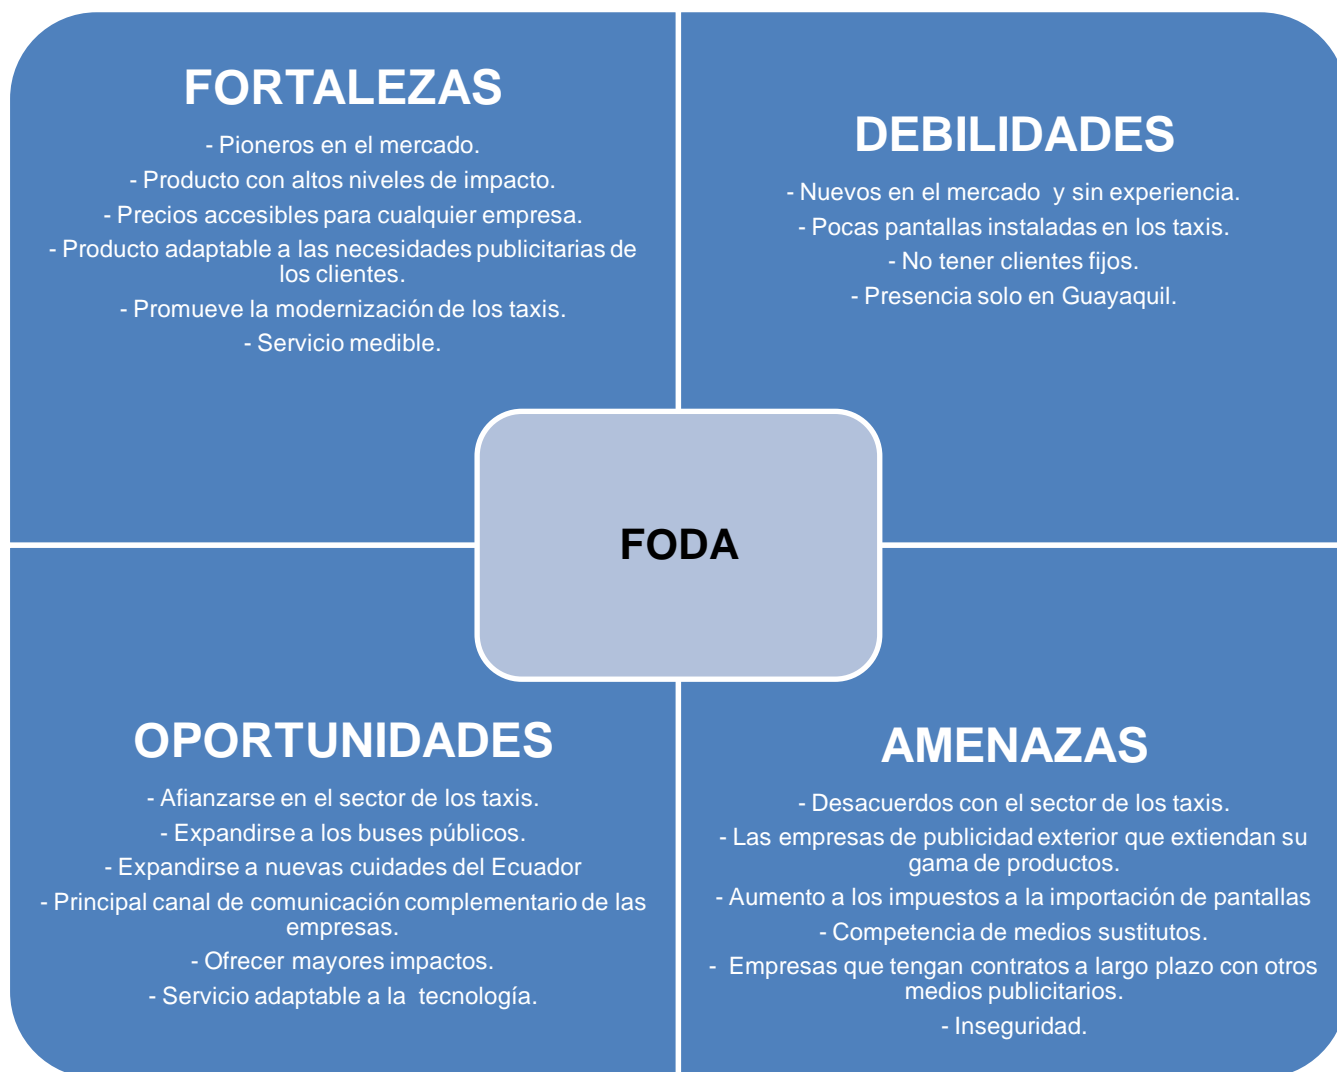 FORTALEZAS
- Pioneros en el mercado.
- Producto con altos niveles de impacto.
- Precios accesibles para cualquier empresa.
- Producto adaptable a las necesidades publicitarias de
los clientes.
- Promueve la modernización de los taxis.
- Servicio medible.
DEBILIDADES
- Nuevos en el mercado y sin experiencia.
- Pocas pantallas instaladas en los taxis.
- No tener clientes fijos.
- Presencia solo en Guayaquil.
FODA
OPORTUNIDADES
- Afianzarse en el sector de los taxis.
- Expandirse a los buses públicos.
- Expandirse a nuevas cuidades del Ecuador
- Principal canal de comunicación complementario de las
empresas.
- Ofrecer mayores impactos.
- Servicio adaptable a la tecnología.
AMENAZAS
- Desacuerdos con el sector de los taxis.
- Las empresas de publicidad exterior que extiendan su
gama de productos.
- Aumento a los impuestos a la importación de pantallas
- Competencia de medios sustitutos.
- Empresas que tengan contratos a largo plazo con otros
medios publicitarios.
- Inseguridad.